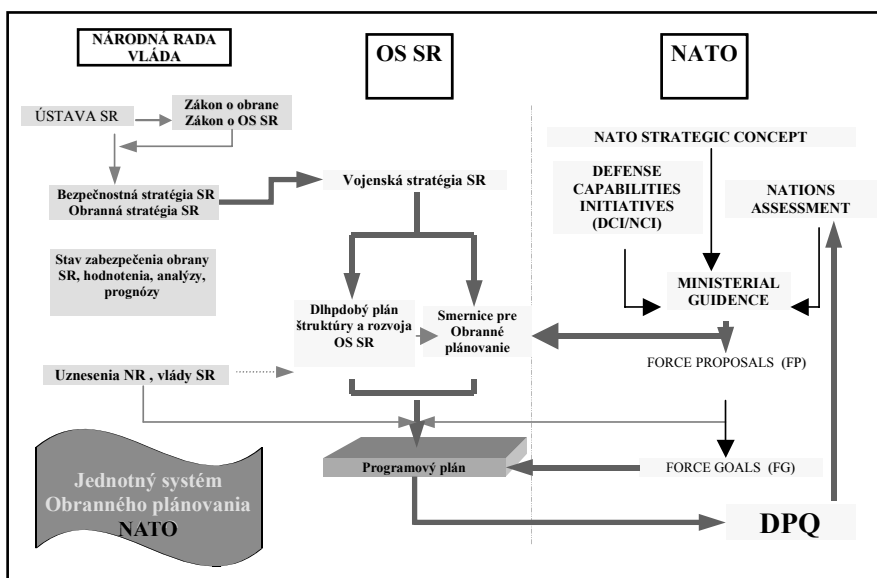 NÁRODNÁ RADA
VLÁDA
OS SR
NATO
ÚSTAVA SR
Zákon o obrane
Zákon o OS SR
Bezpečnostná stratégia SR
Obranná stratégia SR
Vojenská stratégia SR
NATO STRATEGIC CONCEPT
DEFENSE
CAPABILITIES
INITIATIVES
(DCI/NCI)
NATIONS
ASSESSMENT
Stav zabezpečenia obrany
SR, hodnotenia, analýzy,
prognózy
MINISTERIAL
GUIDENCE
Dlhpdobý plán
štruktúry a rozvoja
OS SR
Smernice pre
Obranné
plánovanie
FORCE PROPOSALS (FP)
Uznesenia NR , vlády SR
Programový plán
FORCE GOALS (FG)
Jednotný systém
Obranného plánovania
NATO
DPQ